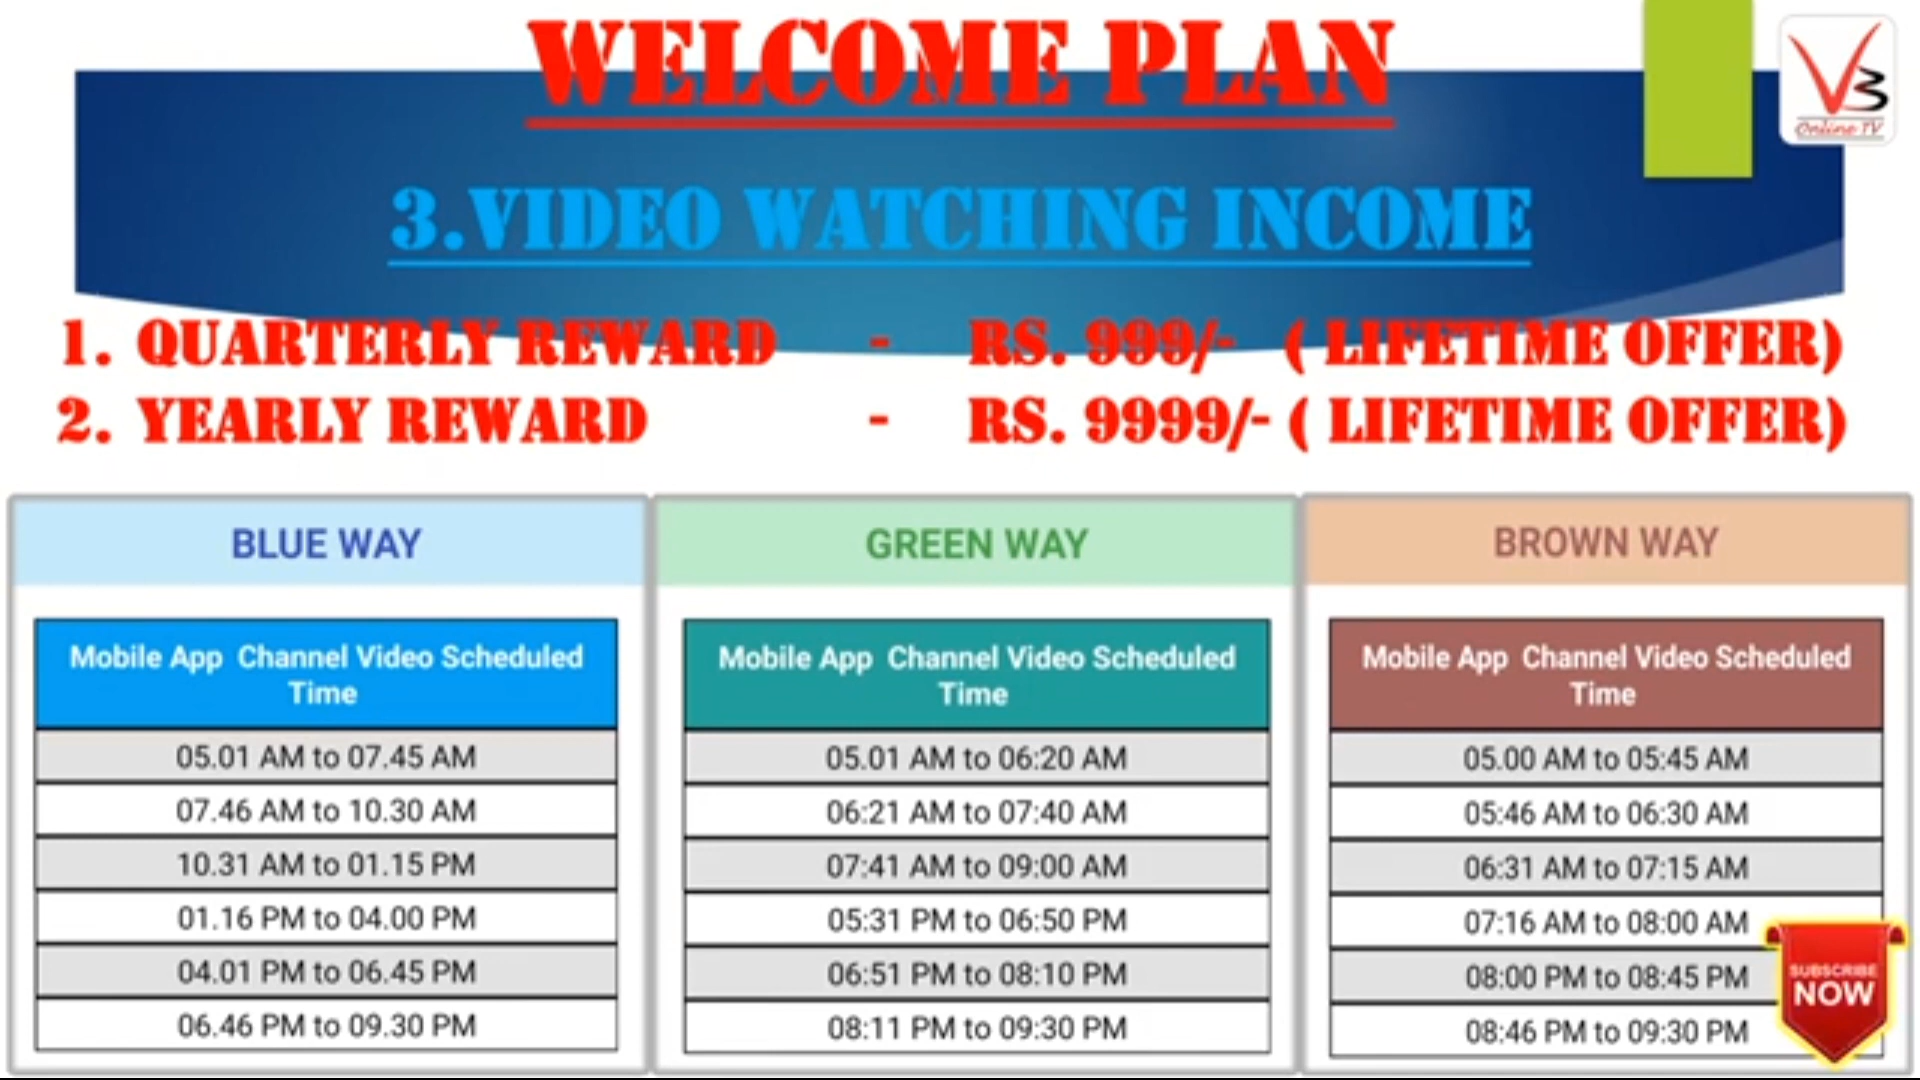 WELCOME PLAN
V3
Online TV
3.VIDEO WATCHING INCOME
1. QUARTERLY REWARD - RS. 999/- ( LIFETIME OFFER)
2. YEARLY REWARD - RS. 9999/- ( LIFETIME OFFER)
BLUE WAY
Mobile App Channel Video Scheduled
Time
05.01 AM to 07.45 AM
07.46 AM to 10.30 AM
10.31 AM to 01.15 PM
01.16 PM to 04.00 PM
04.01 PM to 06.45 PM
06.46 PM to 09.30 PM
GREEN WAY
Mobile App Channel Video Scheduled
Time
05.01 AM to 06:20 AM
06:21 AM to 07:40 AM
07:41 AM to 09:00 AM
05:31 PM to 06:50 PM
06:51 PM to 08:10 PM
08:11 PM to 09:30 PM
BROWN WAY
Mobile App Channel Video Scheduled
Time
05.00 AM to 05:45 AM
05:46 AM to 06:30 AM
06:31 AM to 07:15 AM
07:16 AM to 08:00 AM
08:00 PM to 08:45 PM
08:46 PM to 09:30 PM
SUBSCRIBE
NOW